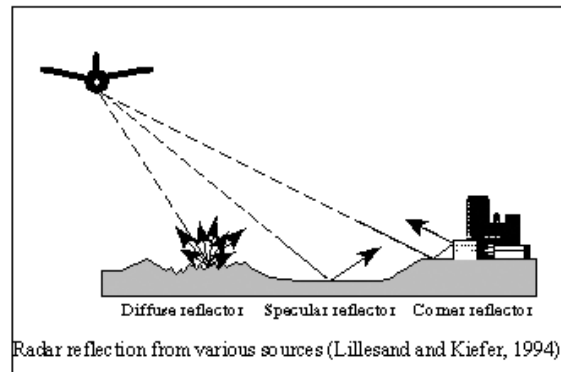 Diffuse reflector Specular reflector Corner reflector
Radar reflection from various sources (Lillesand and Kiefer, 1994)